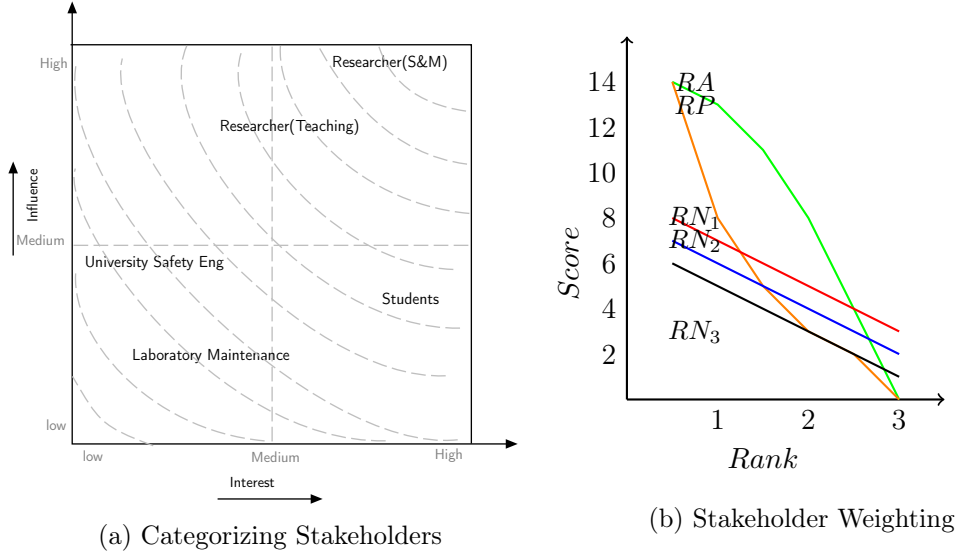 Researcher(S&M)
High
Researcher(Teaching)
Influence
Medium
University Safety Eng
Students
Laboratory Maintenance
low
low
Medium
High
Interest
(a) Categorizing Stakeholders
14
12
10
8
6
4
2
Score
RA
RP
RN1
RN2
RN3
1 2 3
Rank
(b) Stakeholder Weighting